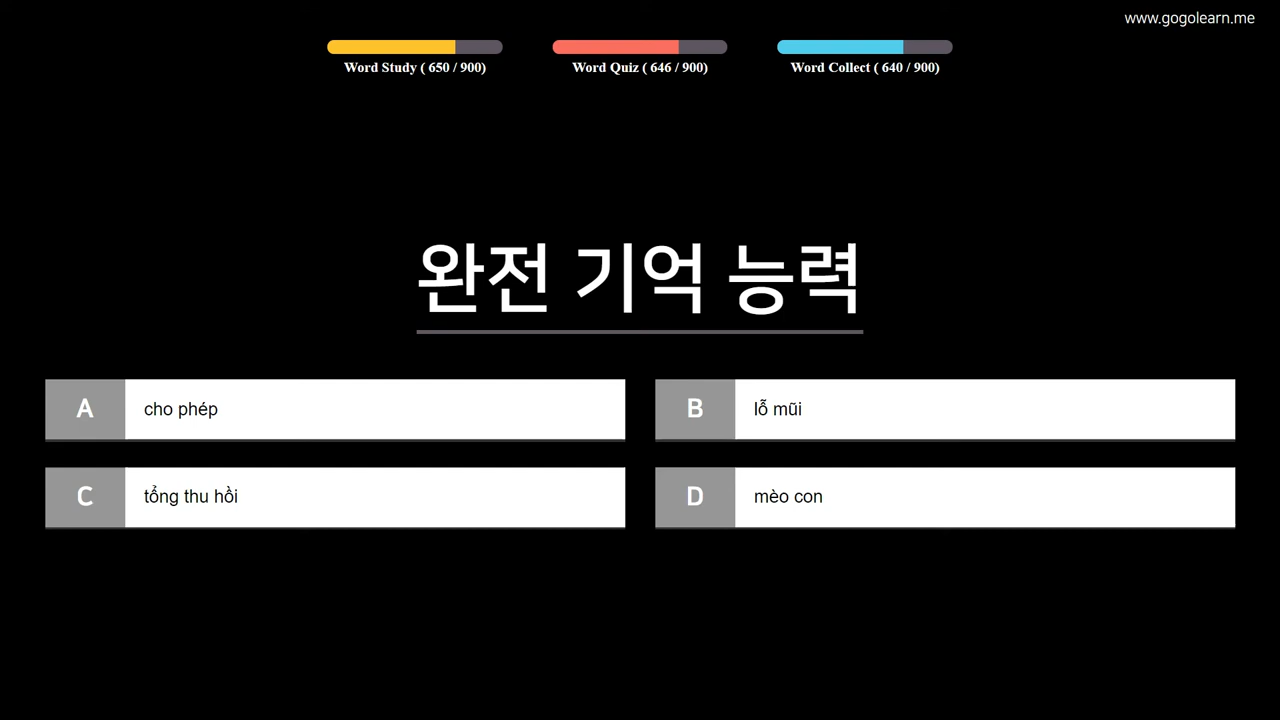 www.gogolearn.me
Word Study ( 650 / 900)
Word Quiz ( 646 / 900)
Word Collect ( 640 / 900)
완전 기억 능력
A cho phép
B lỗ mũi
C tổng thu hồi
D mèo con